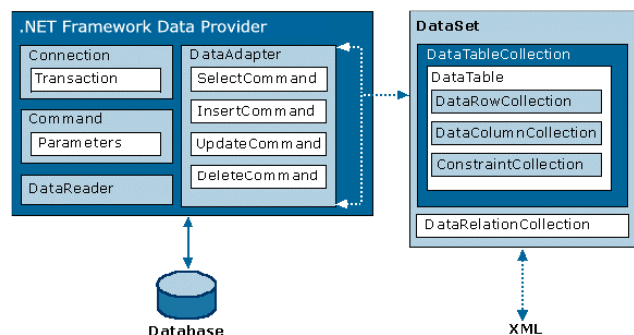 .NET Framework Data Provider
Connection
Transaction
Command
Parameters
DataReader
DataAdapter
SelectCommand
InsertCommand
UpdateCommand
DeleteCommand
DataSet
DataTableCollection
DataTable
DataRowCollection
DataColumnCollection
ConstraintCollection
DataRelationCollection
Database
XML